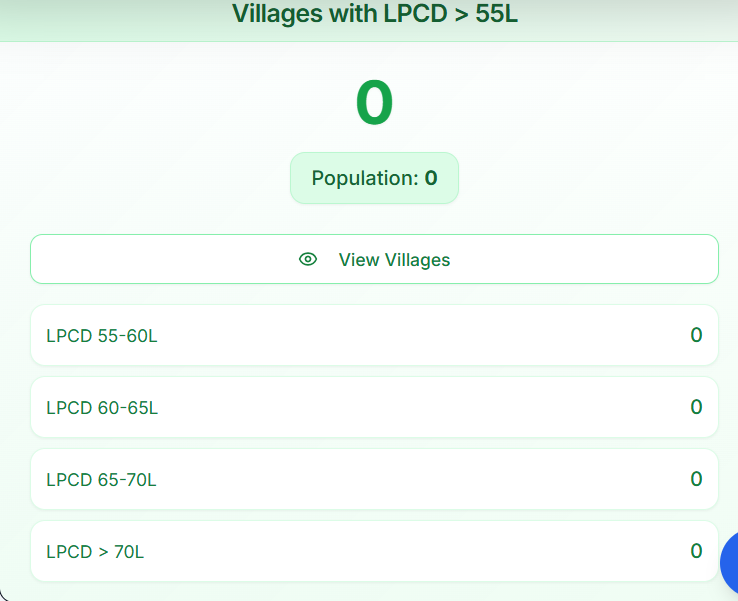 Villages with LPCD > 55L
0
Population: 0
View Villages
LPCD 55-60L 0
LPCD 60-65L 0
LPCD 65-70L 0
LPCD > 70L 0